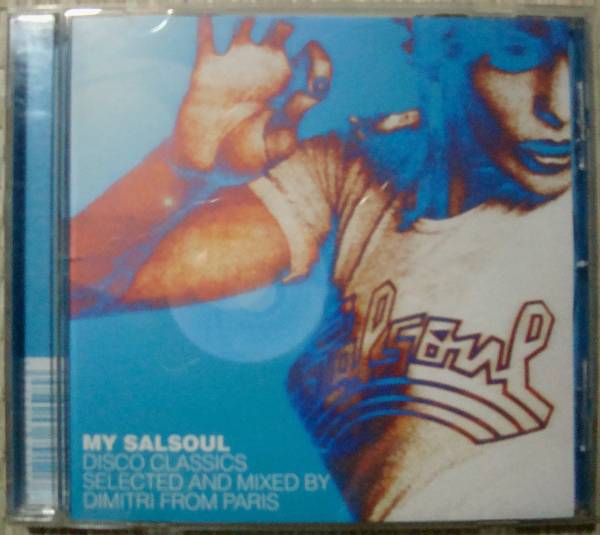 Salsoul
MY SALSOUL
DISCO CLASSICS
SELECTED AND MIXED BY
DIMITRI FROM PARIS